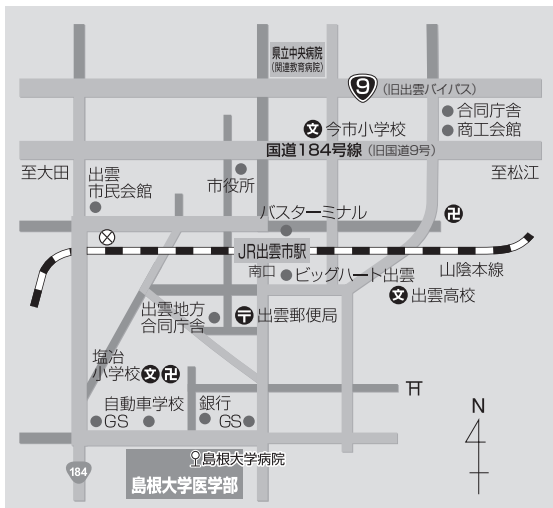 県立中央病院
(関連教育病院)
9
(旧出雲バイパス)
合同庁舎
文 今市小学校
商工会館
国道184号線(旧国道9号)
至大田
出雲
市民会館
市役所
至松江
バスターミナル
卍
JR出雲市駅
南口
ビッグハート出雲
山陰本線
文 出雲高校
出雲地方
合同庁舎
〒 出雲郵便局
塩冶
小学校 文 卍
自動車学校
銀行
GS
GS
N
島根大学病院
184
島根大学医学部